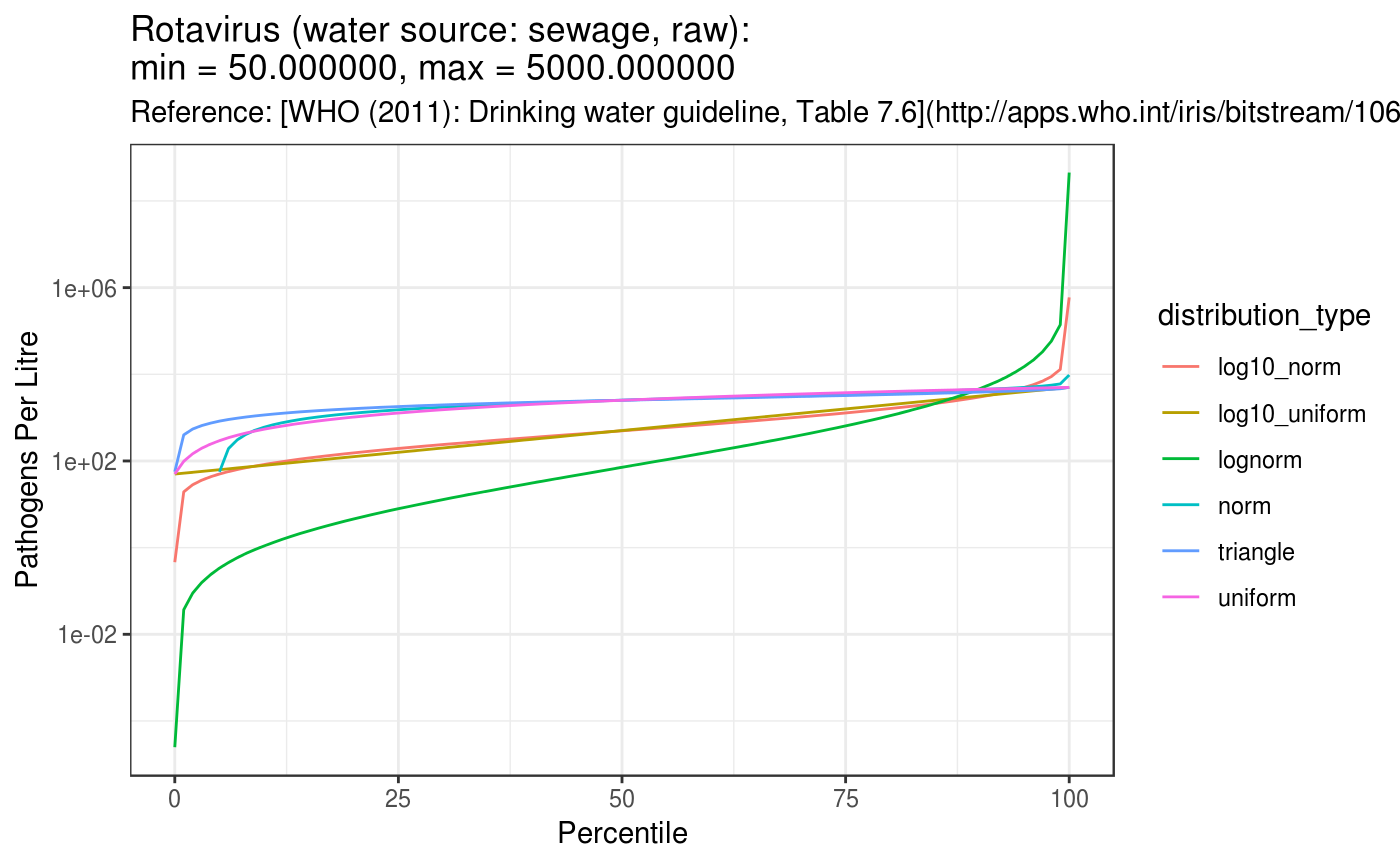 Rotavirus (water source: sewage, raw):
min = 50.000000, max = 5000.000000
Reference: [WHO (2011): Drinking water guideline, Table 7.6](http://apps.who.int/iris/bitstream/106
Pathogens Per Litre
1e+06
1e+02
1e-02
0 25 50 75 100
Percentile
distribution_type
log10_norm
log10_uniform
lognorm
norm
triangle
uniform